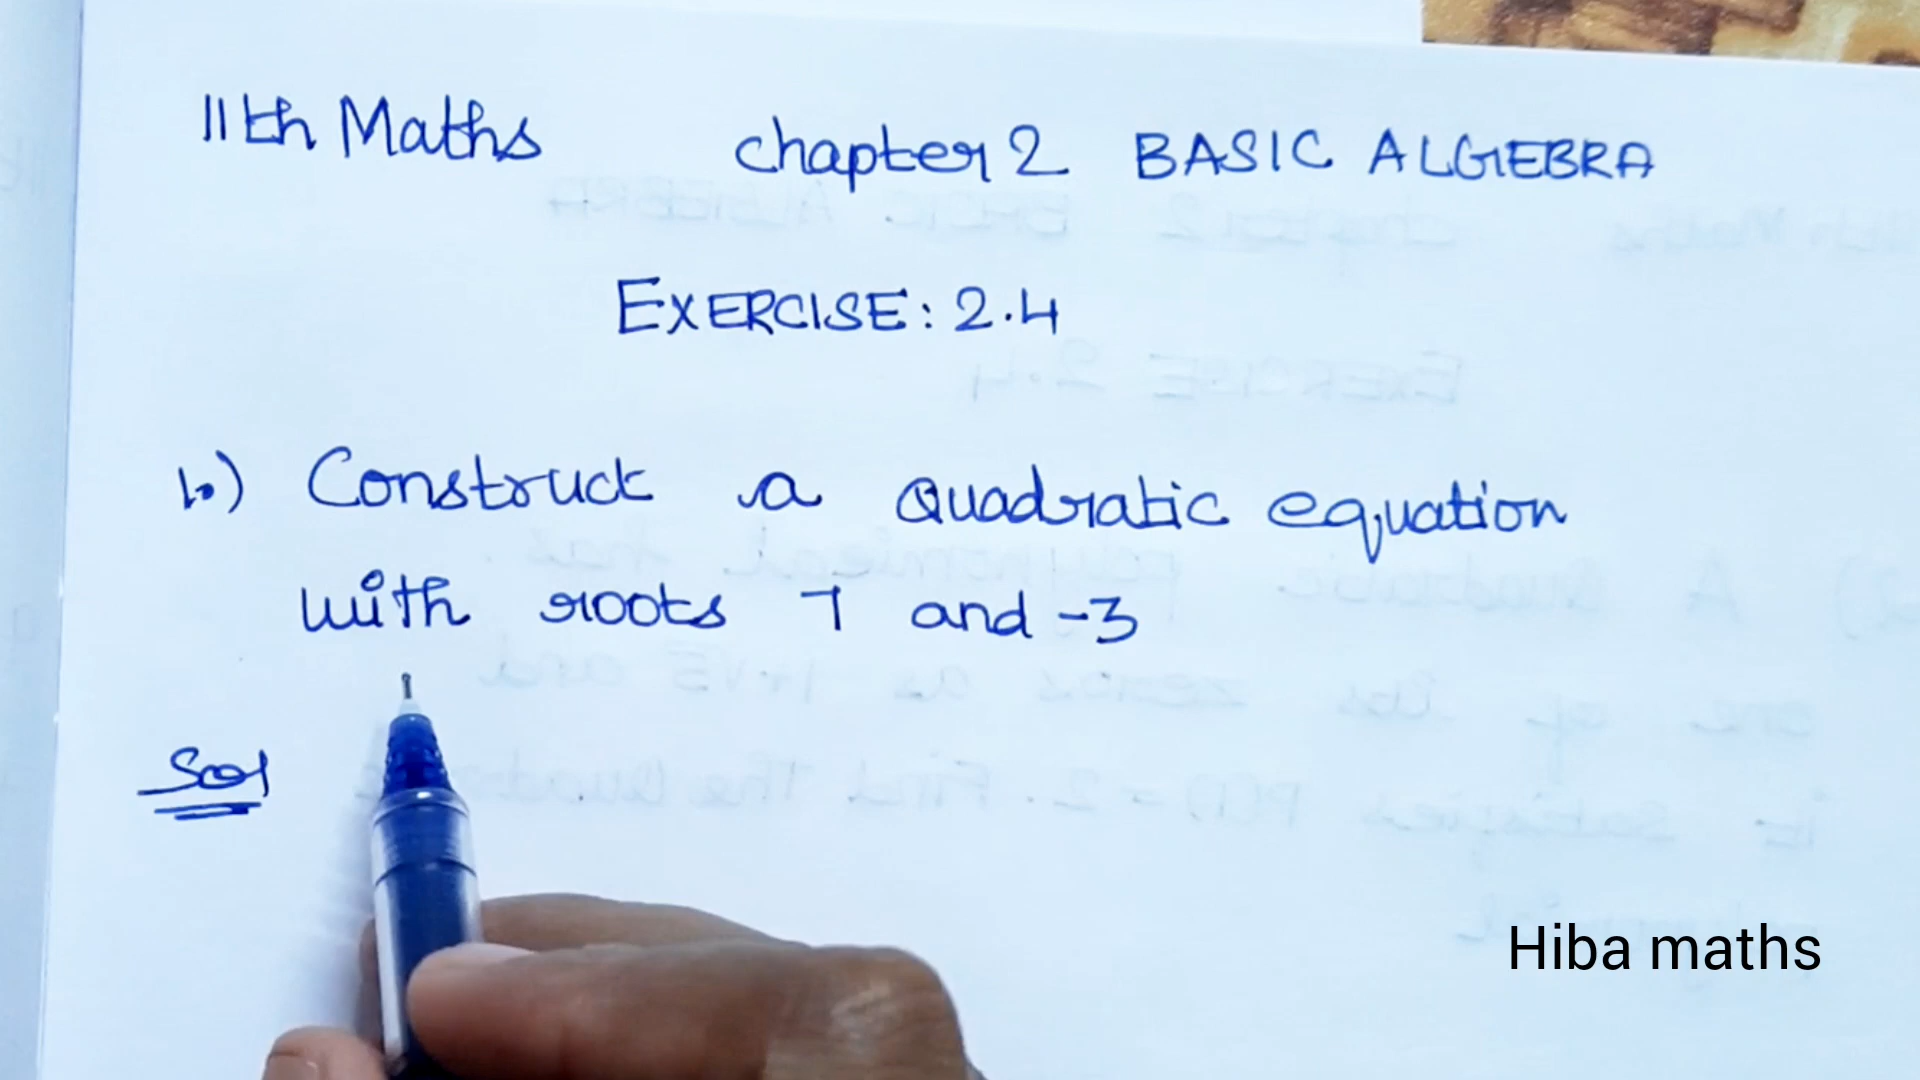 11th Maths chapter 2 BASIC ALGEBRA
EXERCISE: 2.4
1.) Construct a Quadratic equation
with roots 7 and -3
Sol
Hiba maths